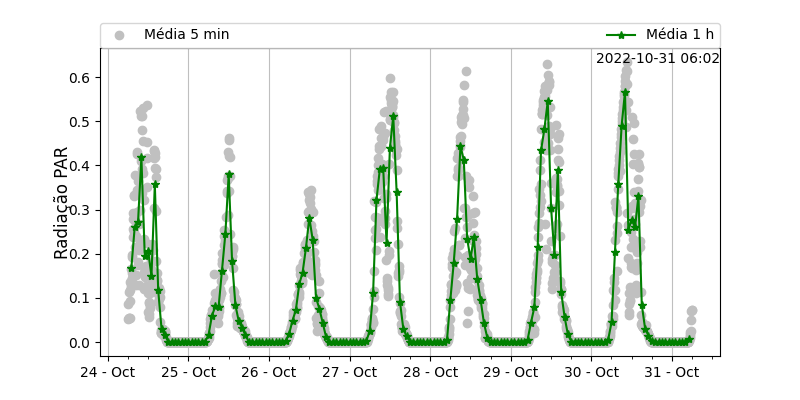 Média 5 min
Média 1 h
2022-10-31 06:02
Radiação PAR
0.6
0.5
0.4
0.3
0.2
0.1
0.0
24 - Oct
25 - Oct
26 - Oct
27 - Oct
28 - Oct
29 - Oct
30 - Oct
31 - Oct